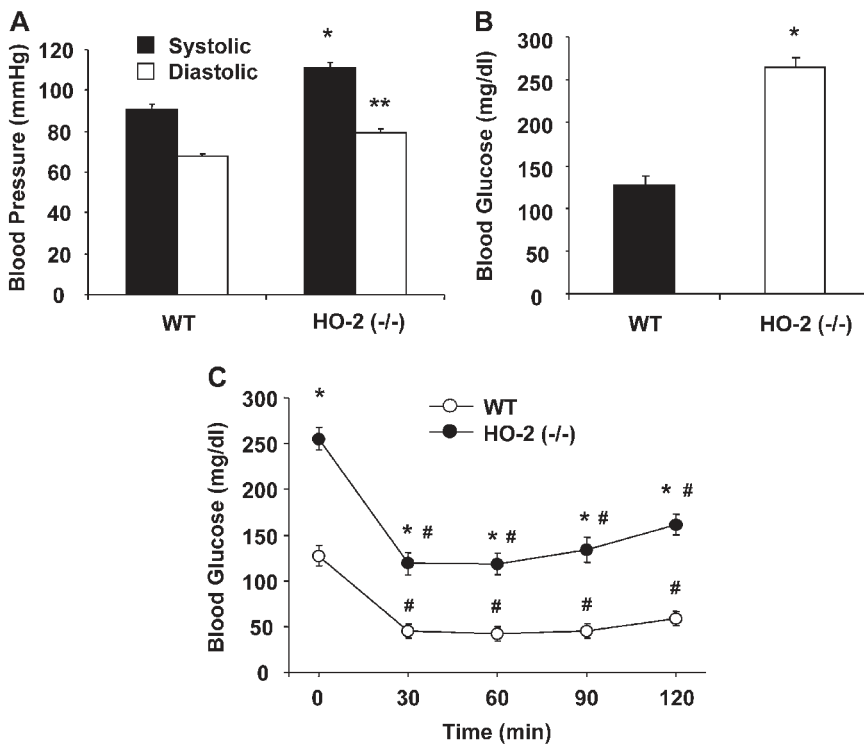 A
Blood Pressure (mmHg)
120
100
80
60
40
20
0
Systolic
Diastolic
*
**
WT
HO-2 (-/-)
B
Blood Glucose (mg/dl)
300
250
200
150
100
50
0
*
WT
HO-2 (-/-)
C
Blood Glucose (mg/dl)
300
250
200
150
100
50
0
WT
HO-2 (-/-)
*
* #
* #
* #
* #
#
#
#
#
0 30 60 90 120
Time (min)